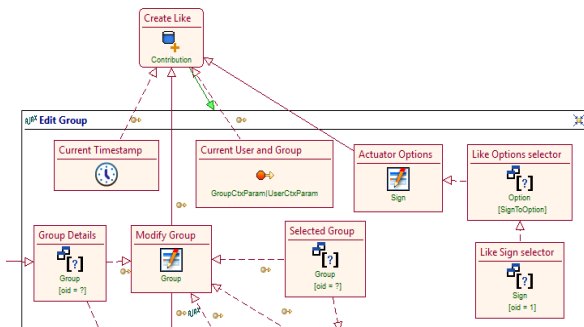 Create Like
Contribution
AJAX Edit Group
Current Timestamp
Current User and Group
GroupCtxParam|UserCtxParam
Actuator Options
Sign
Like Options selector
[?]
Option
[SignToOption]
Group Details
[?]
Group
[oid = ?]
Modify Group
Group
Selected Group
[?]
Group
[oid = ?]
Like Sign selector
[?]
Sign
[oid = 1]
AJAX